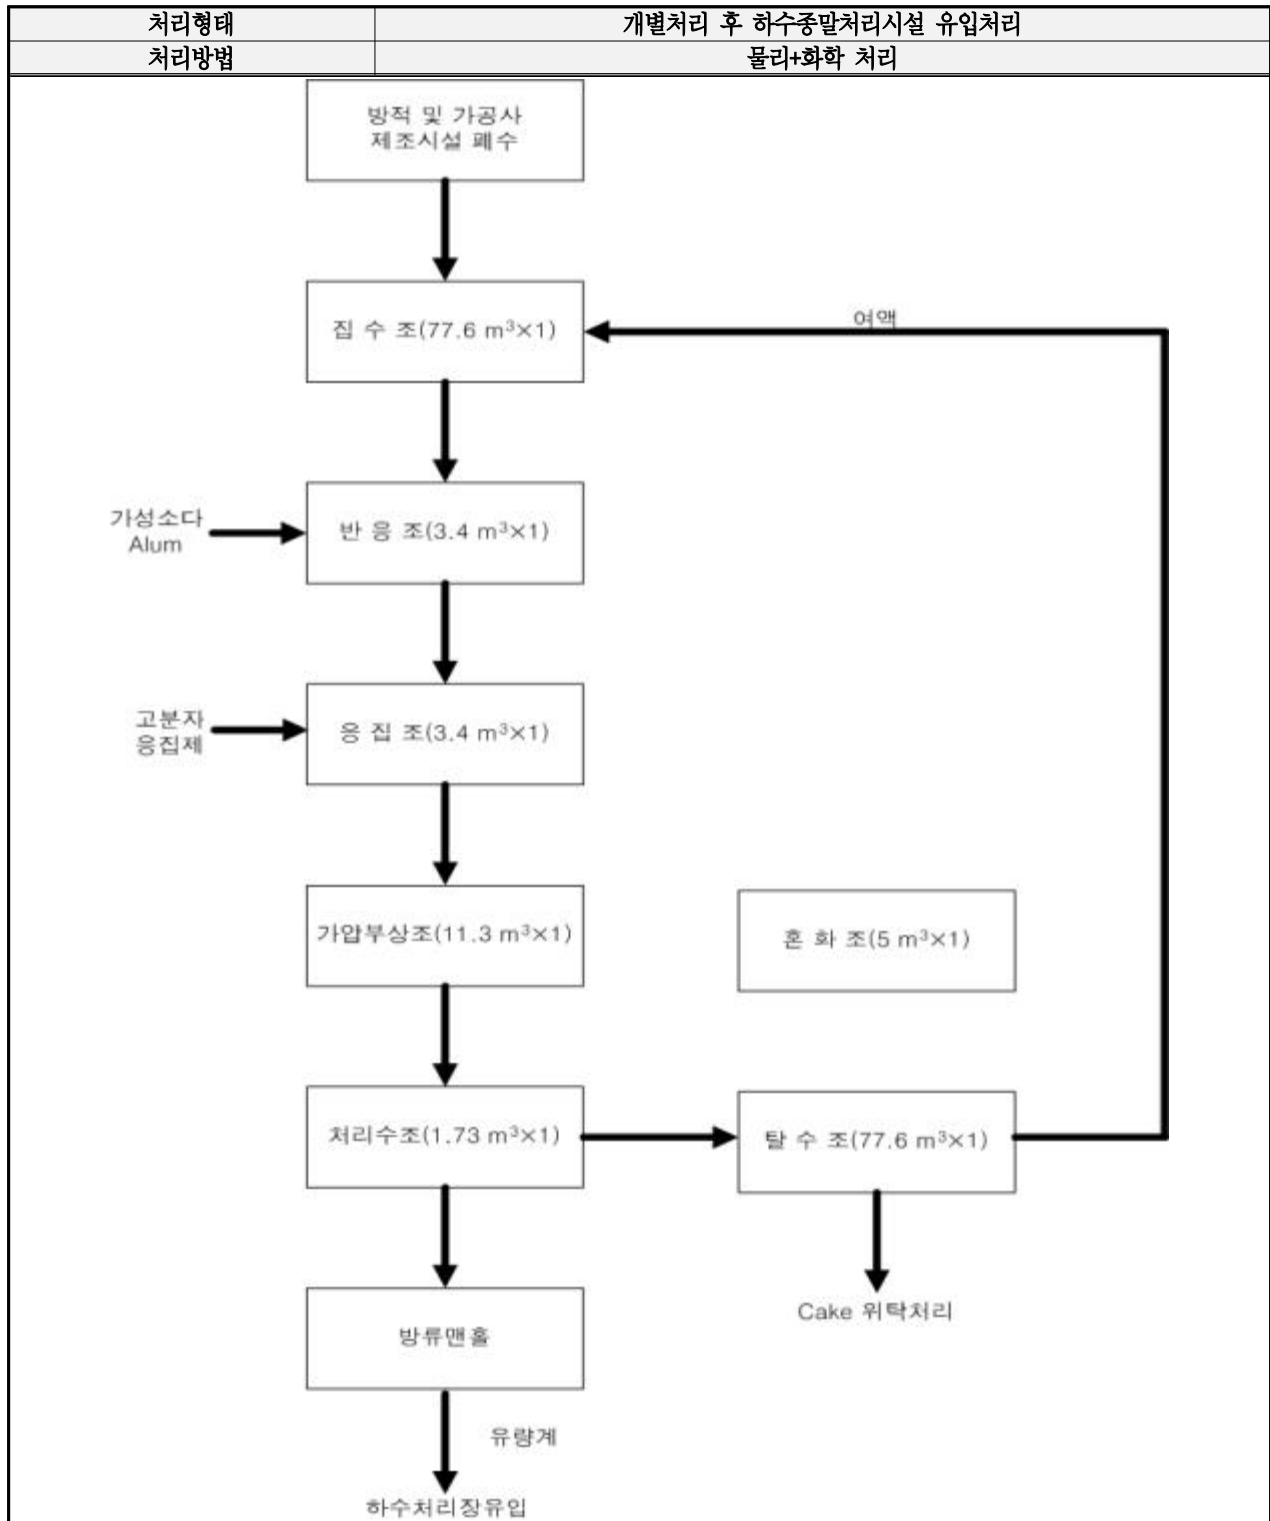 처리형태 개별처리 후 하수종말처리시설 유입처리
처리방법 물리+화학 처리
방적 및 가공사
제조시설 폐수
집 수 조(77.6 m³×1)
여액
가성소다
Alum
반 응 조(3.4 m³×1)
고분자
응집제
응 집 조(3.4 m³×1)
가압부상조(11.3 m³×1)
혼 화 조(5 m³×1)
처리수조(1.73 m³×1)
탈 수 조(77.6 m³×1)
Cake 위탁처리
방류맨홀
유량계
하수처리장유입